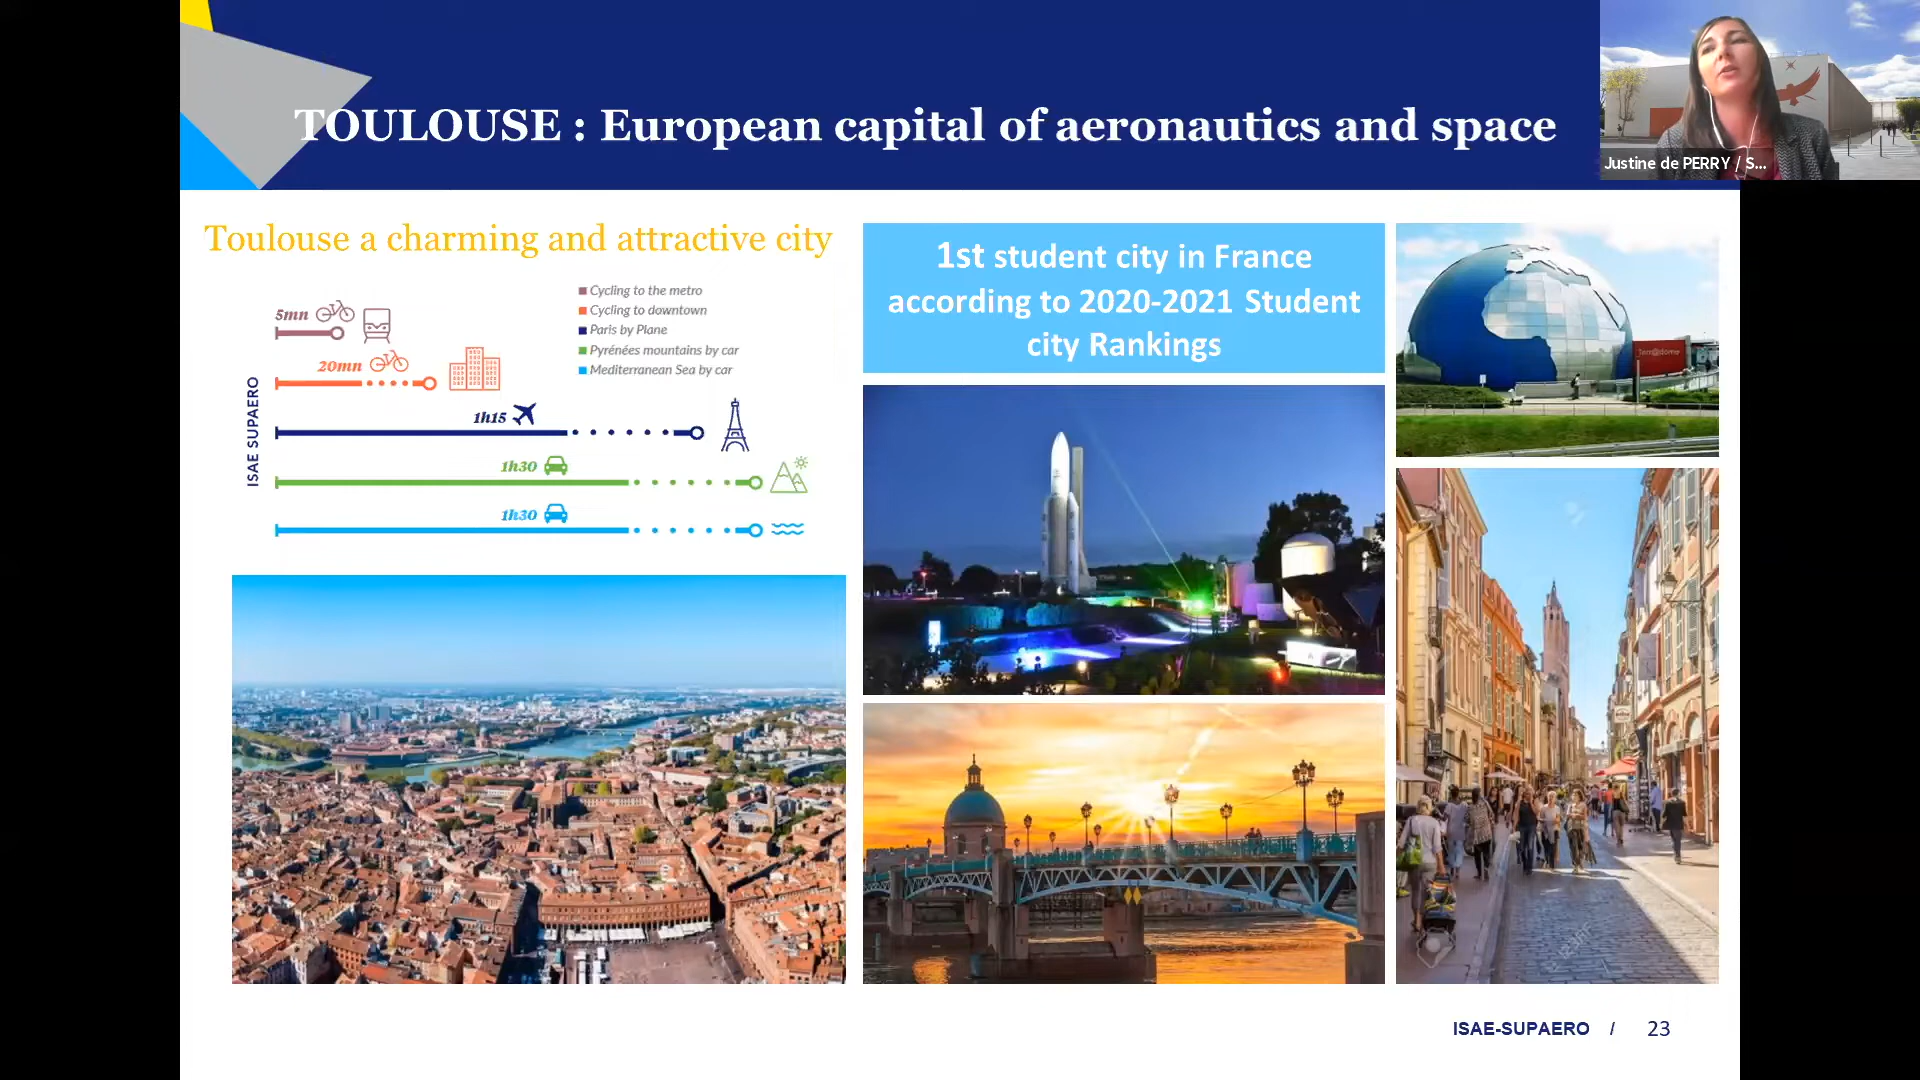 TOULOUSE : European capital of aeronautics and space
Justine de PERRY / S...
Toulouse a charming and attractive city
Cycling to the metro
Cycling to downtown
Paris by Plane
Pyrénées mountains by car
Mediterranean Sea by car
5mn
20mn
1h15
1h30
1h30
ISAE SUPAERO
1st student city in France
according to 2020-2021 Student
city Rankings
ISAE-SUPAERO / 23